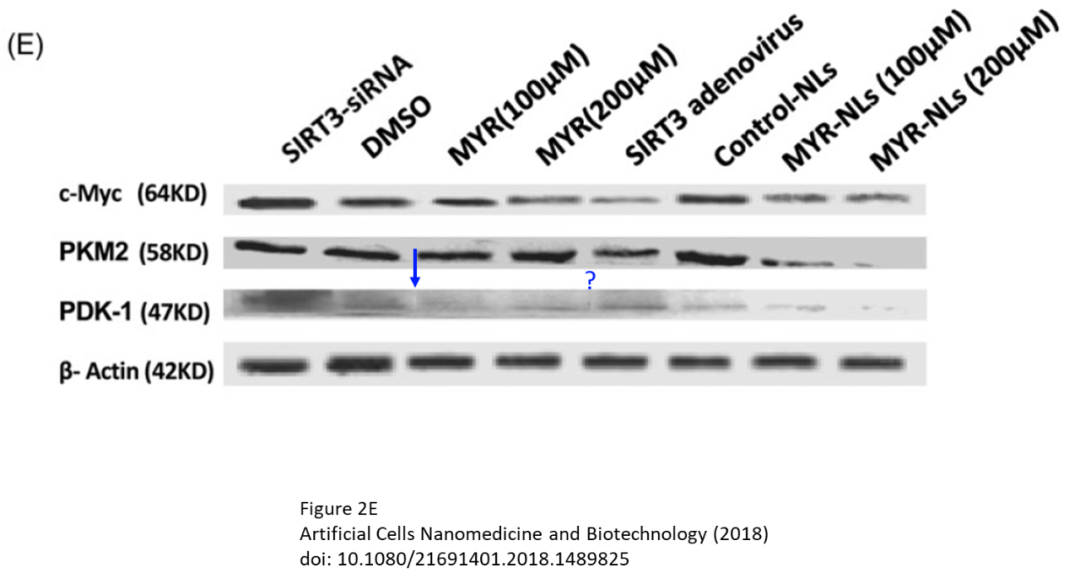 (E)
SIRT3-siRNA
DMSO
MYR(100μM)
MYR(200μM)
SIRT3 adenovirus
Control-NLs
MYR-NLs (100μM)
MYR-NLs (200μM)
c-Myc (64KD)
PKM2 (58KD)
?
PDK-1 (47KD)
β- Actin (42KD)
Figure 2E
Artificial Cells Nanomedicine and Biotechnology (2018)
doi: 10.1080/21691401.2018.1489825